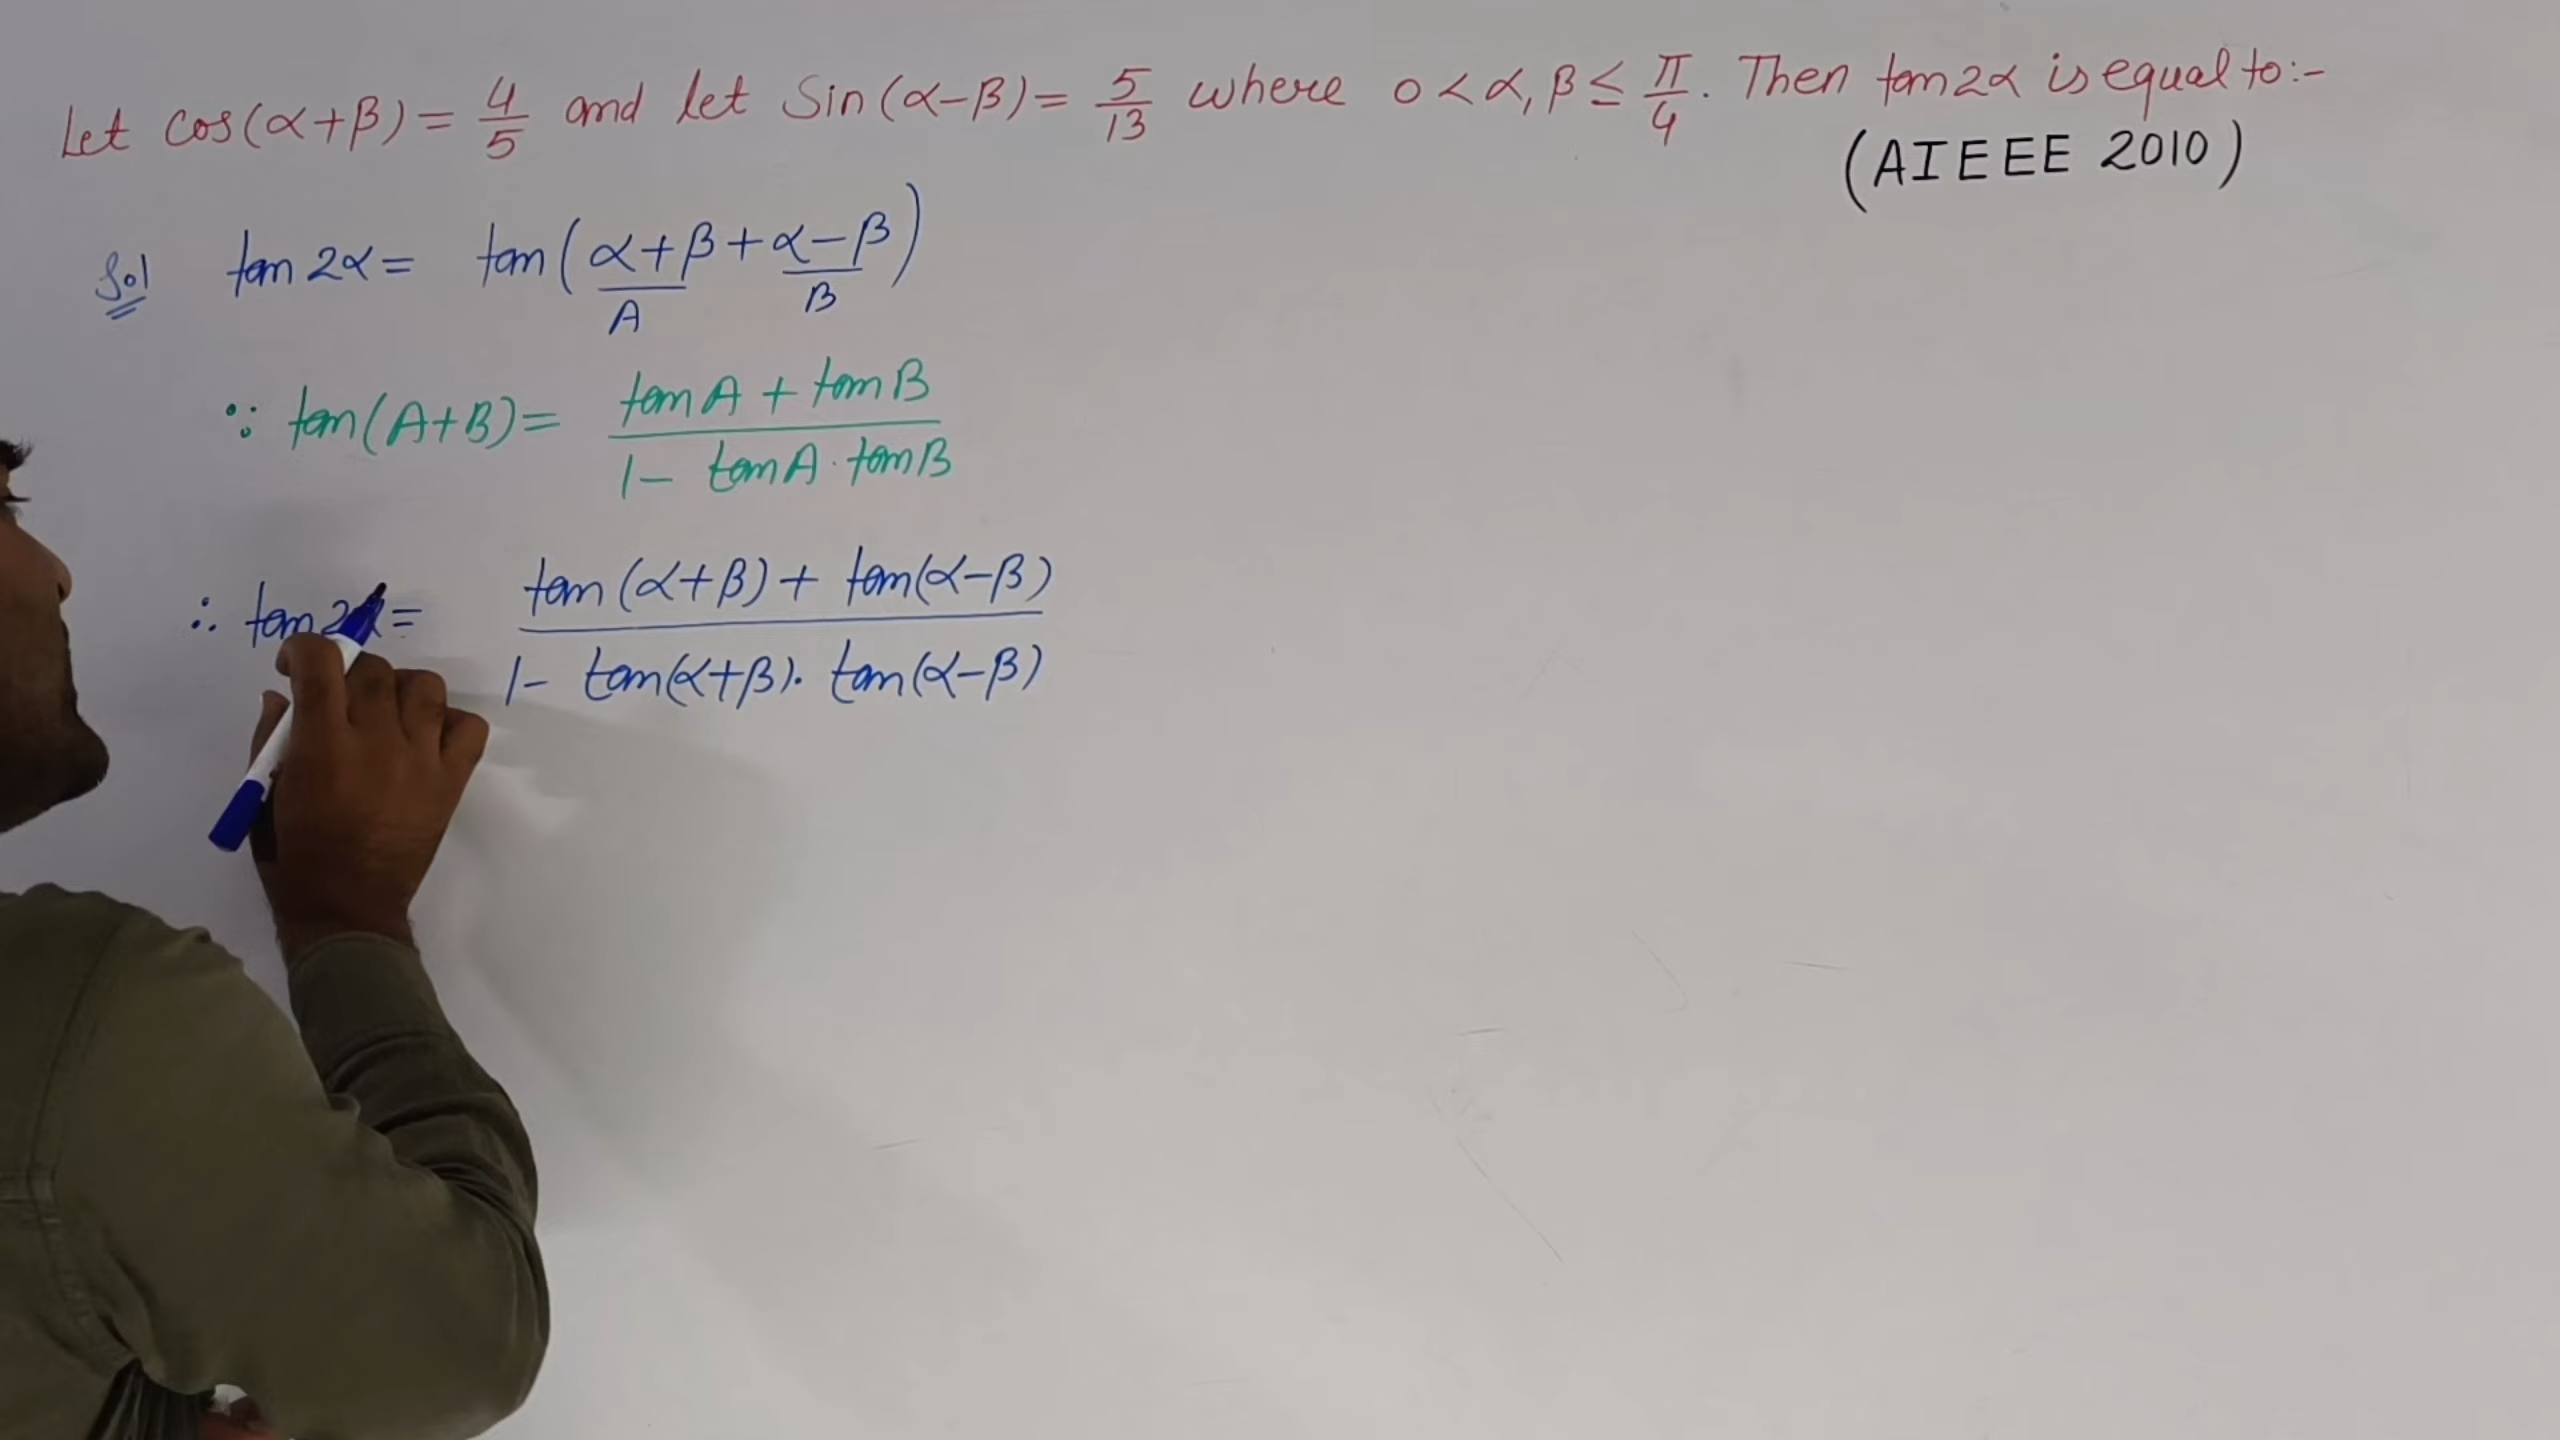 Let cos(α+β) = 4/5 and let Sin(α-β) = 5/13 where 0 < α, β ≤ π/4. Then tan2α is equal to:-
(AIEEE 2010)
Sol tan 2α = tan(α+β + α-β)
A B
∵ tan(A+B) = (tanA + tanB)/(1- tanA·tanB)
∴ tan2α = (tan(α+β) + tan(α-β))/(1- tan(α+β). tan(α-β))